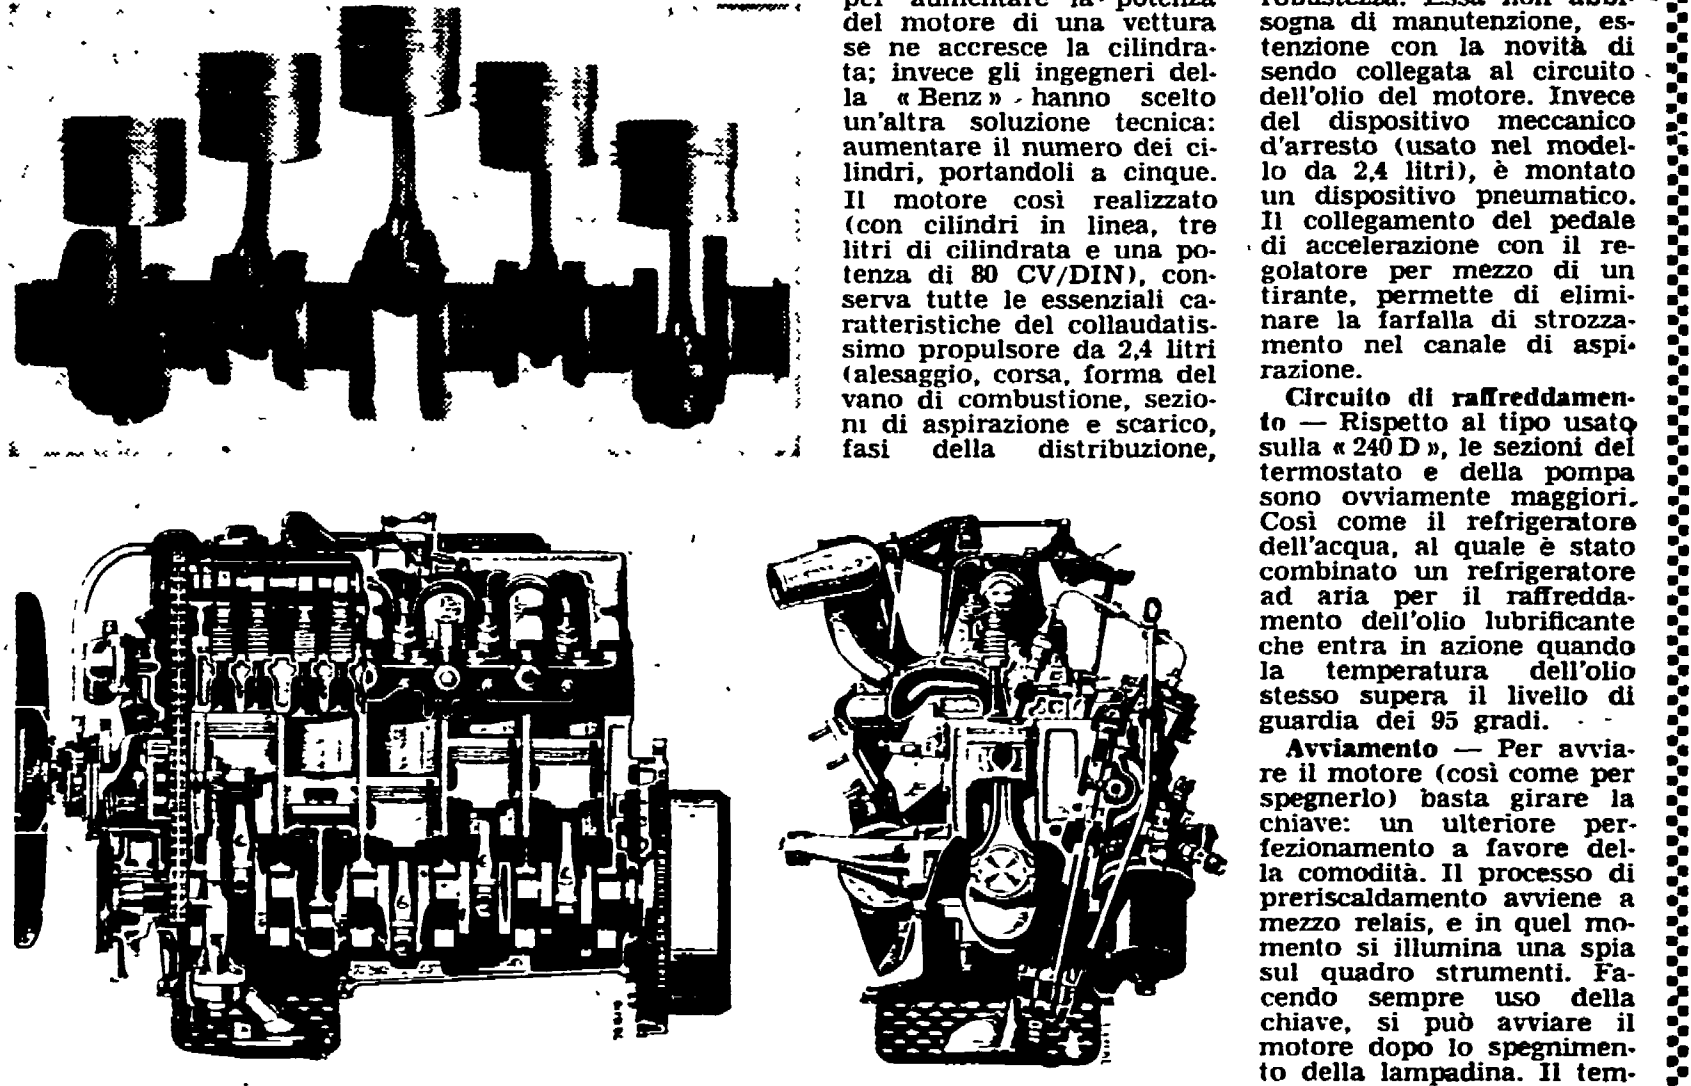 per aumentare la potenza
del motore di una vettura
se ne accresce la cilindra-
ta; invece gli ingegneri del-
la « Benz » hanno scelto
un'altra soluzione tecnica:
aumentare il numero dei ci-
lindri, portandoli a cinque.
Il motore così realizzato
(con cilindri in linea, tre
litri di cilindrata e una po-
tenza di 80 CV/DIN), con-
serva tutte le essenziali ca-
ratteristiche del collaudatis-
simo propulsore da 2,4 litri
(alesaggio, corsa, forma del
vano di combustione, sezio-
ni di aspirazione e scarico,
fasi della distribuzione,
robustezza. Essa non abbi-
sogna di manutenzione, es-
tenzione con la novità di
sendo collegata al circuito
dell'olio del motore. Invece
del dispositivo meccanico
d'arresto (usato nel model-
lo da 2,4 litri), è montato
un dispositivo pneumatico.
Il collegamento del pedale
di accelerazione con il re-
golatore per mezzo di un
tirante, permette di elimi-
nare la farfalla di strozza-
mento nel canale di aspi-
razione.
Circuito di raffreddamen-
to — Rispetto al tipo usato
sulla « 240 D », le sezioni del
termostato e della pompa
sono ovviamente maggiori.
Così come il refrigeratore
dell'acqua, al quale è stato
combinato un refrigeratore
ad aria per il raffredda-
mento dell'olio lubrificante
che entra in azione quando
la temperatura dell'olio
stesso supera il livello di
guardia dei 95 gradi.
Avviamento — Per avvia-
re il motore (così come per
spegnerlo) basta girare la
chiave: un ulteriore per-
fezionamento a favore del-
la comodità. Il processo di
preriscaldamento avviene a
mezzo relais, e in quel mo-
mento si illumina una spia
sul quadro strumenti. Fa-
cendo sempre uso della
chiave, si può avviare il
motore dopo lo spegnimen-
to della lampadina. Il tem-